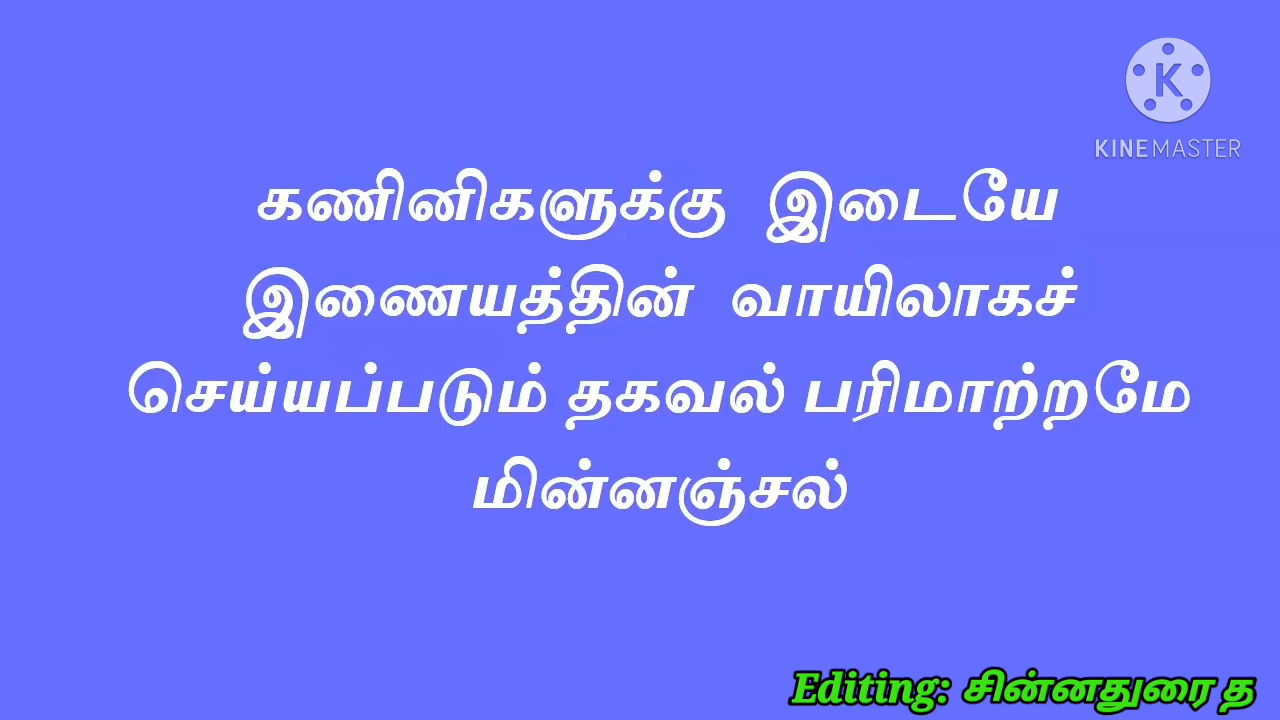 KINEMASTER
கணினிகளுக்கு இடையே
இணையத்தின் வாயிலாகச்
செய்யப்படும் தகவல் பரிமாற்றமே
மின்னஞ்சல்
Editing: சின்னதுரை த